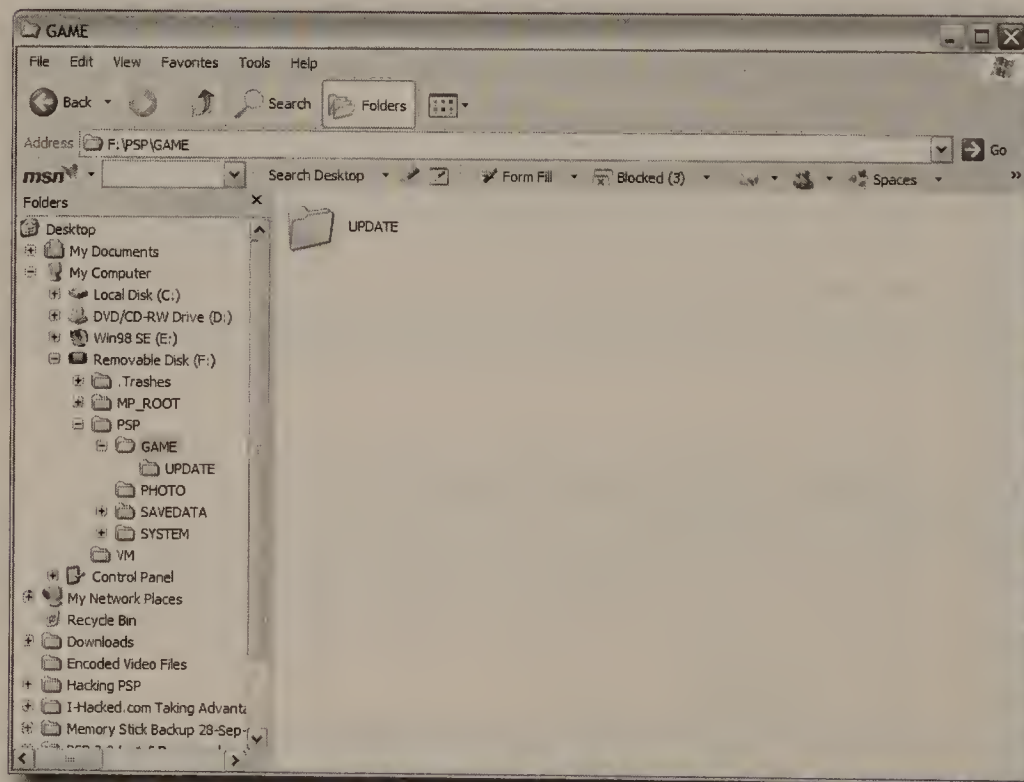 GAME
File Edit View Favorites Tools Help
Back Search Folders
Address F:\PSP\GAME Go
msn Search Desktop Form Fill Blocked (3) Spaces »
Folders
UPDATE
Desktop
My Documents
My Computer
Local Disk (C:)
DVD/CD-RW Drive (D:)
Win98 SE (E:)
Removable Disk (F:)
.Trashes
MP_ROOT
PSP
GAME
UPDATE
PHOTO
SAVEDATA
SYSTEM
VM
Control Panel
My Network Places
Recycle Bin
Downloads
Encoded Video Files
Hacking PSP
I-Hacked.com Taking Advanta
Memory Stick Backup 28-Sep-